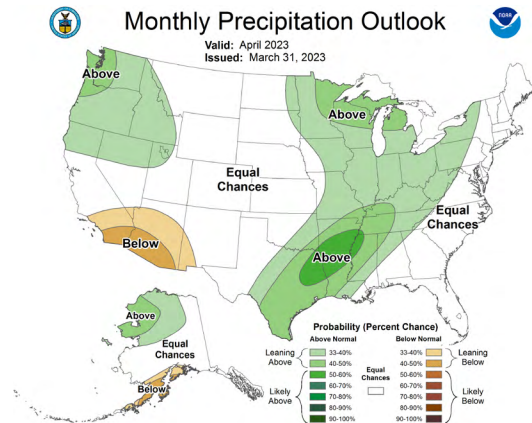 Monthly Precipitation Outlook
NOAA
Valid: April 2023
Issued: March 31, 2023
Above
Above
Equal
Chances
Equal
Chances
Below
Above
Above
Equal
Chances
Below
Probability (Percent Chance)
Above Normal
Below Normal
Leaning
Above
33-40%
40-50%
50-60%
60-70%
70-80%
80-90%
90-100%
Likely
Above
Equal
Chances
33-40%
40-50%
50-60%
60-70%
70-80%
80-90%
90-100%
Leaning
Below
Likely
Below